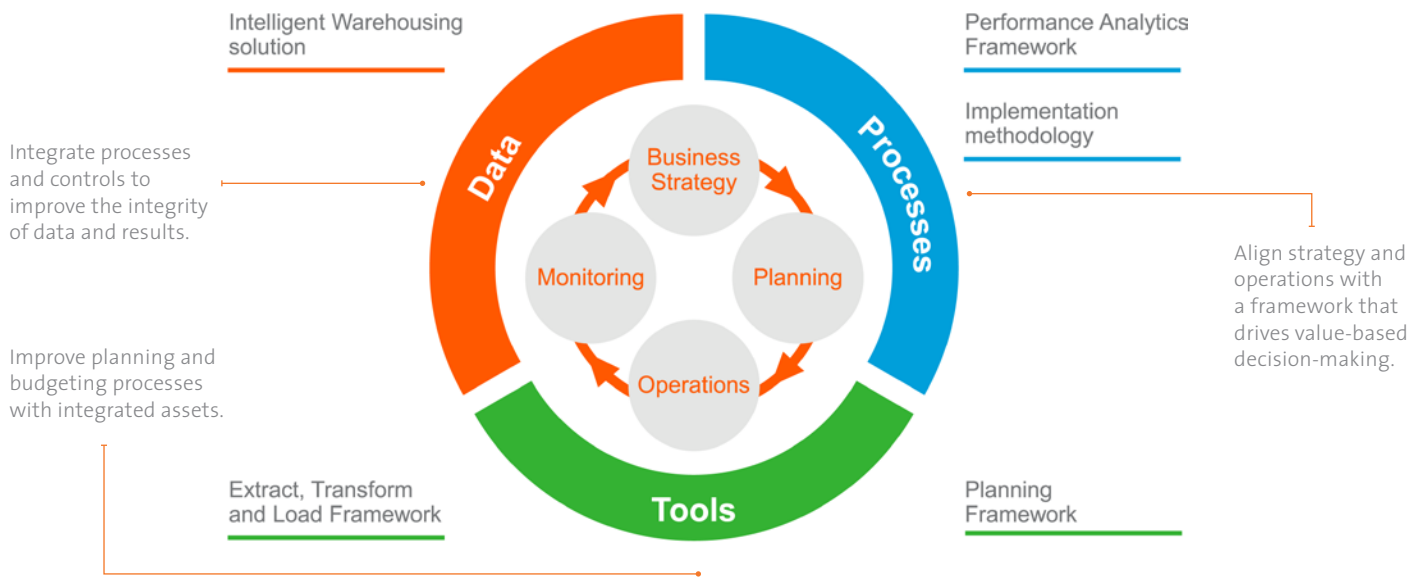 Intelligent Warehousing
solution
Performance Analytics
Framework
Implementation
methodology
Integrate processes
and controls to
improve the integrity
of data and results.
Data
Processes
Business
Strategy
Monitoring
Planning
Operations
Align strategy and
operations with
a framework that
drives value-based
decision-making.
Improve planning and
budgeting processes
with integrated assets.
Extract, Transform
and Load Framework
Tools
Planning
Framework